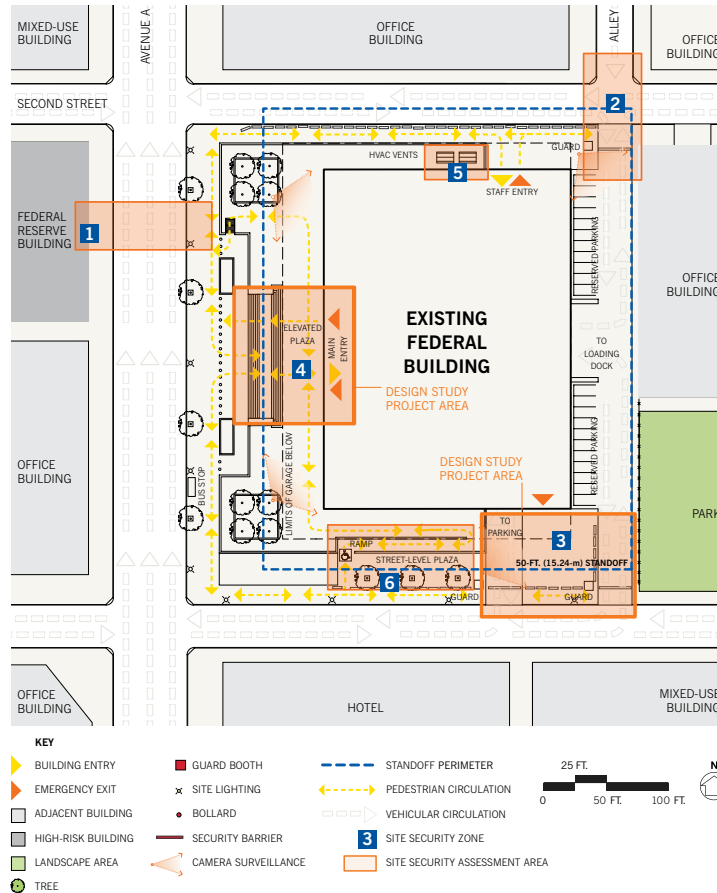 MIXED-USE
BUILDING
AVENUE A
OFFICE
BUILDING
ALLEY
OFFICE
BUILDING
SECOND STREET
2
HVAC VENTS
GUARD
5
STAFF ENTRY
FEDERAL
RESERVE
BUILDING
1
RESERVED PARKING
OFFICE
BUILDING
ELEVATED
PLAZA
MAIN
ENTRY
4
EXISTING
FEDERAL
BUILDING
TO
LOADING
DOCK
DESIGN STUDY
PROJECT AREA
OFFICE
BUILDING
BUS STOP
LIMITS OF GARAGE BELOW
DESIGN STUDY
PROJECT AREA
RESERVED PARKING
PARK
TO
PARKING
3
RAMP
STREET-LEVEL PLAZA
50-FT. (15.24-m) STANDOFF
6
GUARD
GUARD
OFFICE
BUILDING
HOTEL
MIXED-USE
BUILDING
KEY
BUILDING ENTRY
EMERGENCY EXIT
ADJACENT BUILDING
HIGH-RISK BUILDING
LANDSCAPE AREA
TREE
GUARD BOOTH
SITE LIGHTING
BOLLARD
SECURITY BARRIER
CAMERA SURVEILLANCE
STANDOFF PERIMETER
PEDESTRIAN CIRCULATION
VEHICULAR CIRCULATION
3 SITE SECURITY ZONE
SITE SECURITY ASSESSMENT AREA
25 FT.
0 50 FT. 100 FT.
N